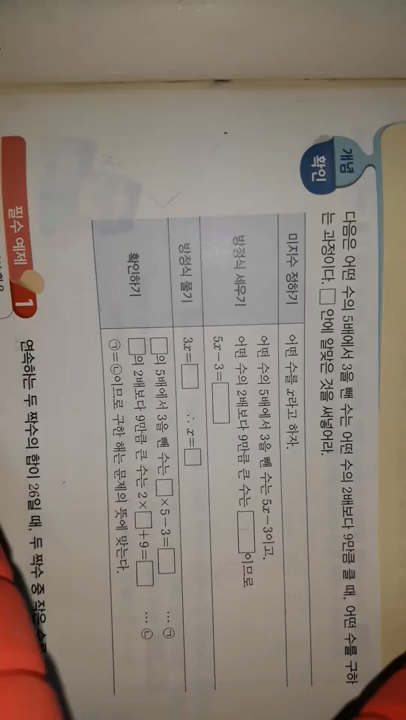 개념 확인
다음은 어떤 수의 5배에서 3을 뺀 수는 어떤 수의 2배보다 9만큼 클 때, 어떤 수를 구하
는 과정이다. □ 안에 알맞은 것을 써넣어라.
미지수 정하기 어떤 수를 x라고 하자.
방정식 세우기 어떤 수의 5배에서 3을 뺀 수는 5x-3이고,
어떤 수의 2배보다 9만큼 큰 수는 □이므로
5x-3=□
방정식 풀기 3x=□ ∴ x=□
확인하기 □의 5배에서 3을 뺀 수는 □×5-3=□ … ㉠
□의 2배보다 9만큼 큰 수는 2×□+9=□ … ㉡
㉠=㉡이므로 구한 해는 문제의 뜻에 맞는다.
필수 예제 1 연속하는 두 짝수의 합이 26일 때, 두 짝수 중 작은